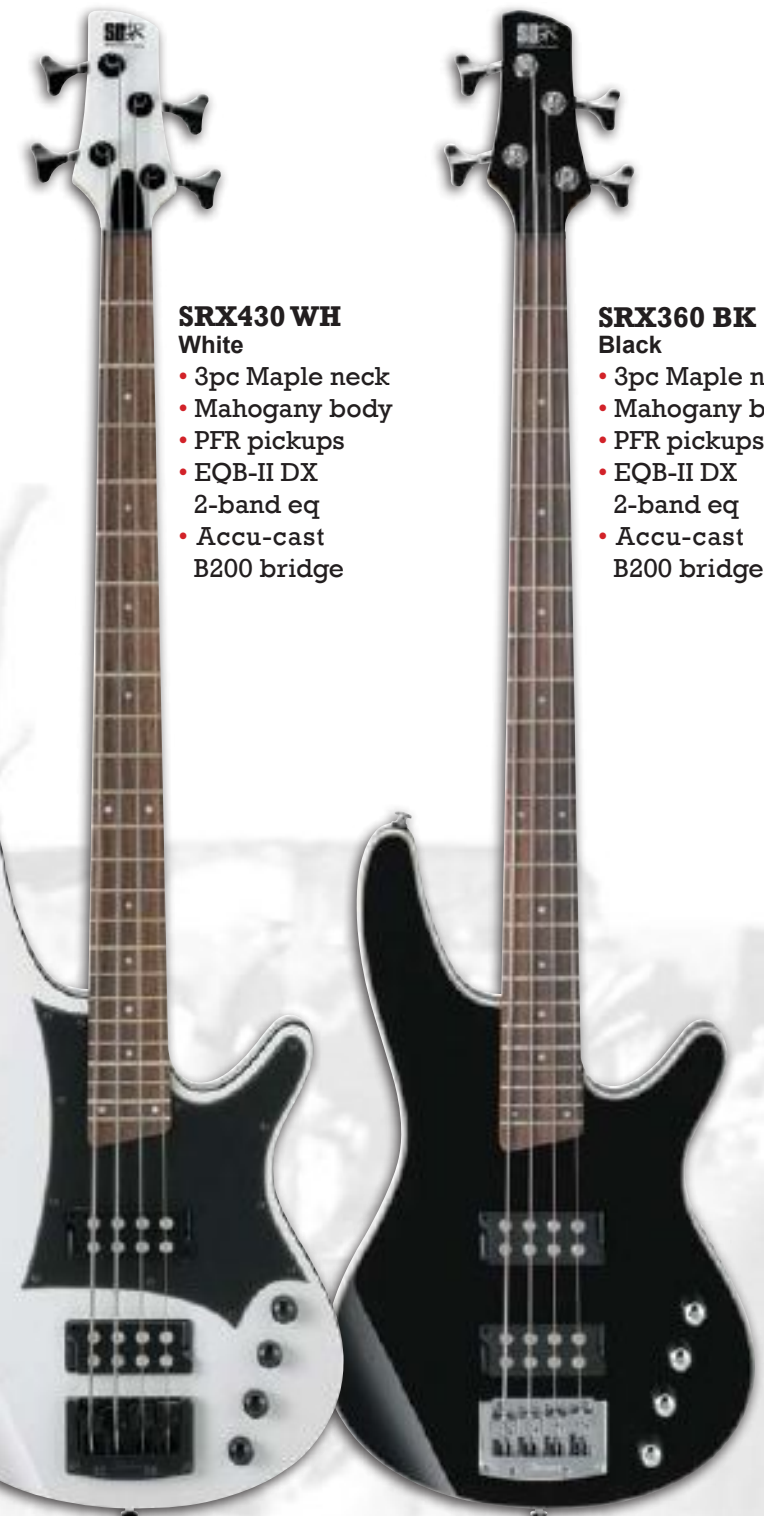 SRX430 WH
White
• 3pc Maple neck
• Mahogany body
• PFR pickups
• EQB-II DX
2-band eq
• Accu-cast
B200 bridge
SRX360 BK
Black
• 3pc Maple n
• Mahogany b
• PFR pickups
• EQB-II DX
2-band eq
• Accu-cast
B200 bridge